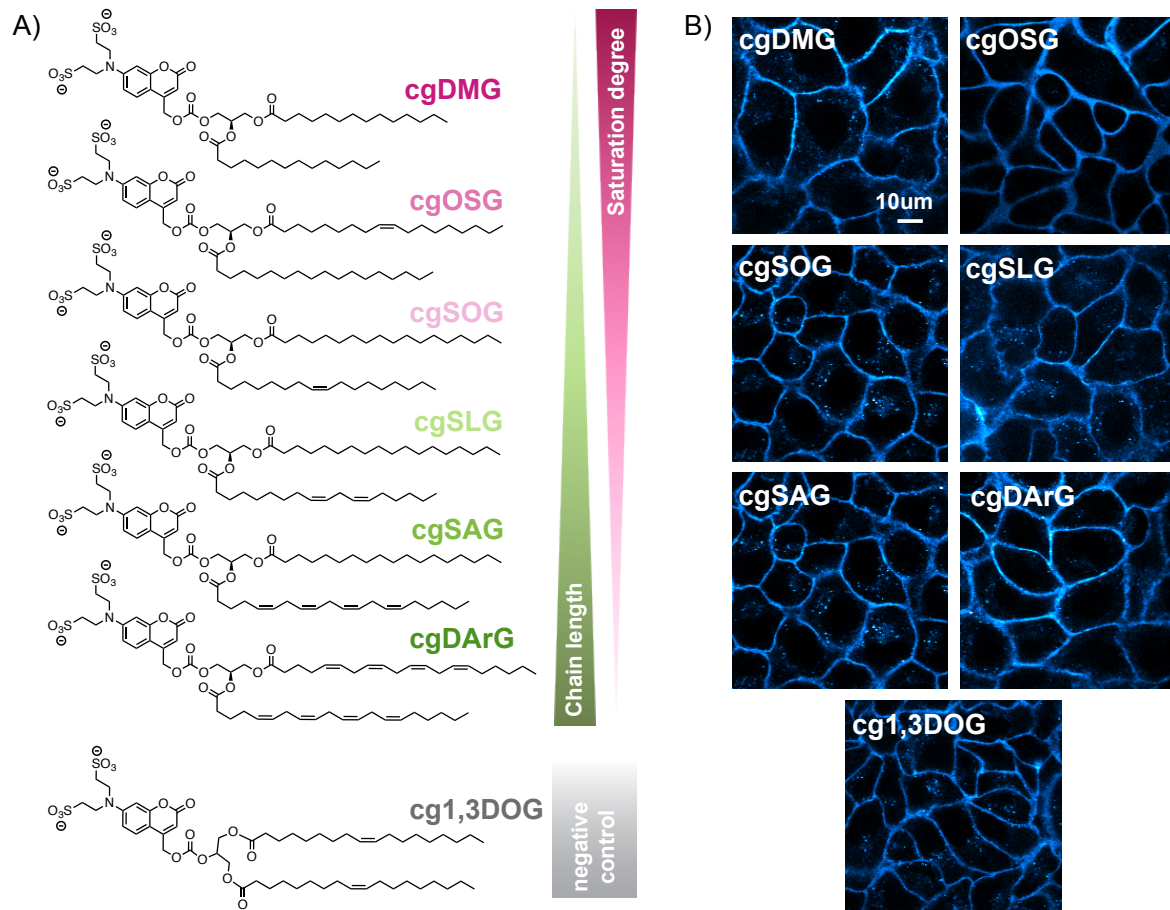 A)
B)
cgDMG
cgOSG
cgSOG
cgSLG
cgSAG
cgDArG
cg1,3DOG
Saturation degree
Chain length
negative
control
cgDMG
10um
cgOSG
cgSOG
cgSLG
cgSAG
cgDArG
cg1,3DOG